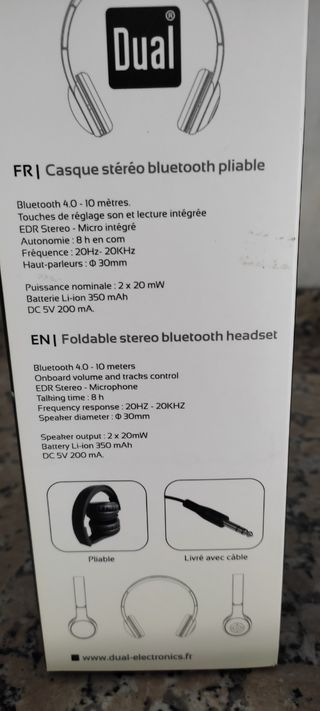 Dual®
FR| Casque stéréo bluetooth pliable
Bluetooth 4.0 - 10 mètres.
Touches de réglage son et lecture intégrée
EDR Stereo - Micro intégré
Autonomie : 8 h en com
Fréquence : 20Hz- 20KHz
Haut-parleurs : Φ 30mm
Puissance nominale : 2 x 20 mW
Batterie Li-ion 350 mAh
DC 5V 200 mA.
EN| Foldable stereo bluetooth headset
Bluetooth 4.0 - 10 meters
Onboard volume and tracks control
EDR Stereo - Microphone
Talking time : 8 h
Frequency response : 20HZ - 20KHZ
Speaker diameter : Φ 30mm
Speaker output : 2 x 20mW
Battery Li-ion 350 mAh
DC 5V 200 mA.
Pliable
Livré avec câble
www.dual-electronics.fr